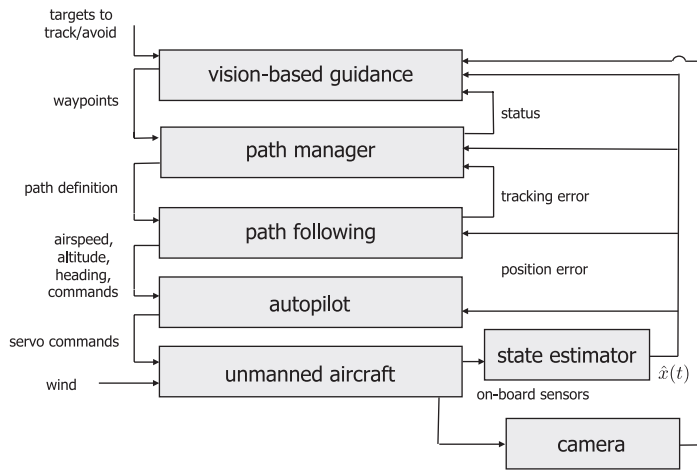 targets to
track/avoid
vision-based guidance
waypoints
status
path manager
path definition
tracking error
path following
airspeed,
altitude,
heading,
commands
position error
autopilot
servo commands
state estimator
unmanned aircraft
x̂(t)
wind
on-board sensors
camera